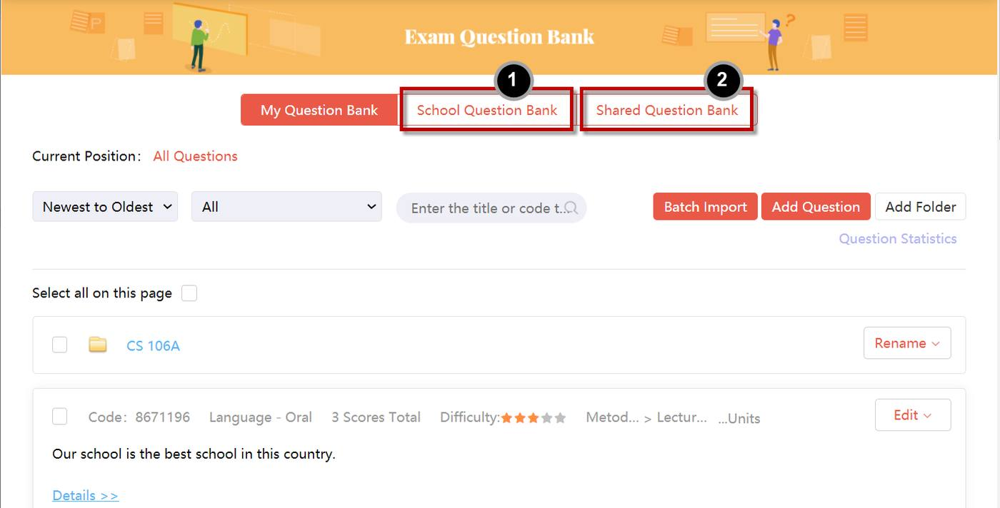 P
?
Exam Question Bank
1
2
My Question Bank
School Question Bank
Shared Question Bank
Current Position: All Questions
Newest to Oldest
All
Enter the title or code t...
Batch Import
Add Question
Add Folder
Question Statistics
Select all on this page
CS 106A
Rename
Code: 8671196 Language - Oral 3 Scores Total Difficulty: Metod... > Lectur... ...Units
Edit
Our school is the best school in this country.
Details >>